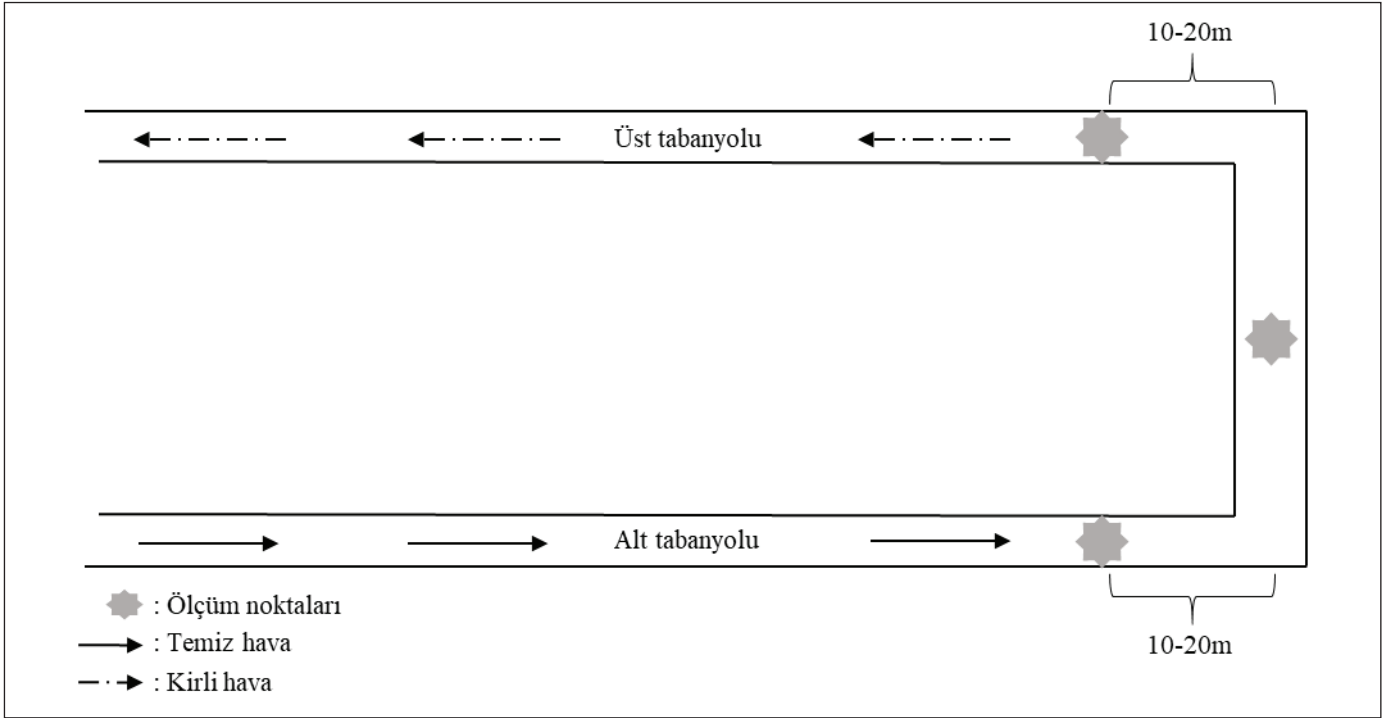 10-20m
Üst tabanyolu
Alt tabanyolu
: Ölçüm noktaları
: Temiz hava
: Kirli hava
10-20m